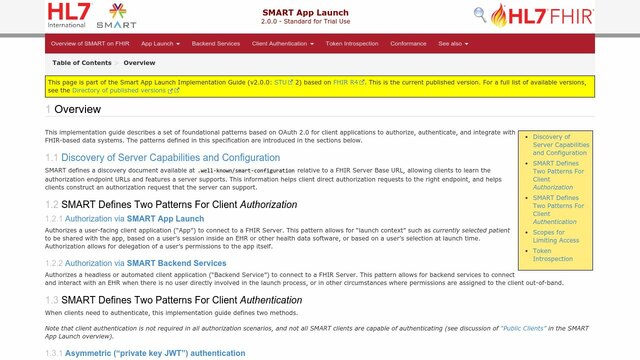 HL7 International
SMART
SMART App Launch
2.0.0 - Standard for Trial Use
HL7 FHIR
Overview of SMART on FHIR App Launch Backend Services Client Authentication Token Introspection Conformance See also
Table of Contents Overview
This page is part of the Smart App Launch Implementation Guide (v2.0.0: STU 2) based on FHIR R4. This is the current published version. For a full list of available versions,
see the Directory of published versions
1 Overview
This implementation guide describes a set of foundational patterns based on OAuth 2.0 for client applications to authorize, authenticate, and integrate with
FHIR-based data systems. The patterns defined in this specification are introduced in the sections below.
Discovery of Server Capabilities and Configuration
SMART Defines Two Patterns For Client Authorization
SMART Defines Two Patterns For Client Authentication
Scopes for Limiting Access
Token Introspection
1.1 Discovery of Server Capabilities and Configuration
SMART defines a discovery document available at .well-known/smart-configuration relative to a FHIR Server Base URL, allowing clients to learn the
authorization endpoint URLs and features a server supports. This information helps client direct authorization requests to the right endpoint, and helps
clients construct an authorization request that the server can support.
1.2 SMART Defines Two Patterns For Client Authorization
1.2.1 Authorization via SMART App Launch
Authorizes a user-facing client application (“App”) to connect to a FHIR Server. This pattern allows for “launch context” such as currently selected patient
to be shared with the app, based on a user’s session inside an EHR or other health data software, or based on a user’s selection at launch time.
Authorization allows for delegation of a user’s permissions to the app itself.
1.2.2 Authorization via SMART Backend Services
Authorizes a headless or automated client application (“Backend Service”) to connect to a FHIR Server. This pattern allows for backend services to connect
and interact with an EHR when there is no user directly involved in the launch process, or in other circumstances where permissions are assigned to the client out-of-band.
1.3 SMART Defines Two Patterns For Client Authentication
When clients need to authenticate, this implementation guide defines two methods.
Note that client authentication is not required in all authorization scenarios, and not all SMART clients are capable of authenticating (see discussion of “Public Clients” in the SMART
App Launch overview).
1.3.1 Asymmetric (“private key JWT”) authentication